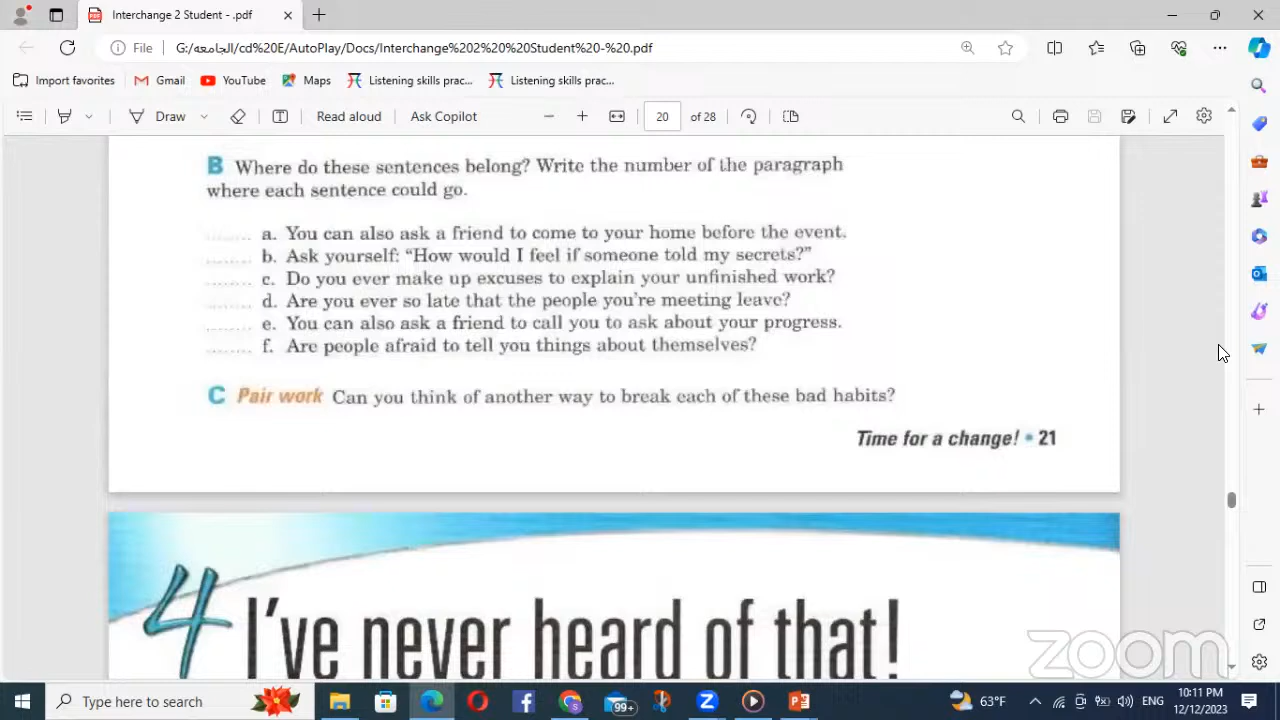 Interchange 2 Student - .pdf
File
G:/الجامعه/cd%20E/AutoPlay/Docs/Interchange%202%20%20Student%20-%20.pdf
Import favorites Gmail YouTube Maps Listening skills prac... Listening skills prac...
Draw Read aloud Ask Copilot 20 of 28
B Where do these sentences belong? Write the number of the paragraph
where each sentence could go.
........ a. You can also ask a friend to come to your home before the event.
........ b. Ask yourself: "How would I feel if someone told my secrets?"
........ c. Do you ever make up excuses to explain your unfinished work?
........ d. Are you ever so late that the people you're meeting leave?
........ e. You can also ask a friend to call you to ask about your progress.
........ f. Are people afraid to tell you things about themselves?
C Pair work Can you think of another way to break each of these bad habits?
Time for a change! • 21
4 I've never heard of that!
zoom
Type here to search 99+ 63°F ENG 10:11 PM
12/12/2023